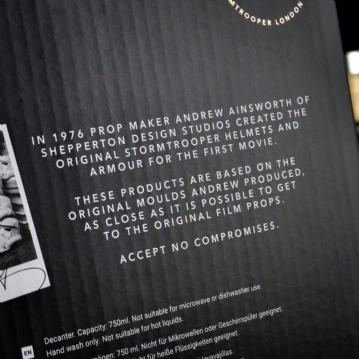 TROOPER LONDON
IN 1976 PROP MAKER ANDREW AINSWORTH OF
SHEPPERTON DESIGN STUDIOS CREATED THE
ORIGINAL STORMTROOPER HELMETS AND
ARMOUR FOR THE FIRST MOVIE.
THESE PRODUCTS ARE BASED ON THE
ORIGINAL MOULDS ANDREW PRODUCED,
AS CLOSE AS IT IS POSSIBLE TO GET
TO THE ORIGINAL FILM PROPS.
ACCEPT NO COMPROMISES.
EN
Decanter. Capacity: 750ml. Not suitable for microwave or dishwasher use.
Hand wash only. Not suitable for hot liquids.
750 ml. Nicht für Mikrowellen oder Geschirrspüler geeignet.
für heiße Flüssigkeiten geeignet.